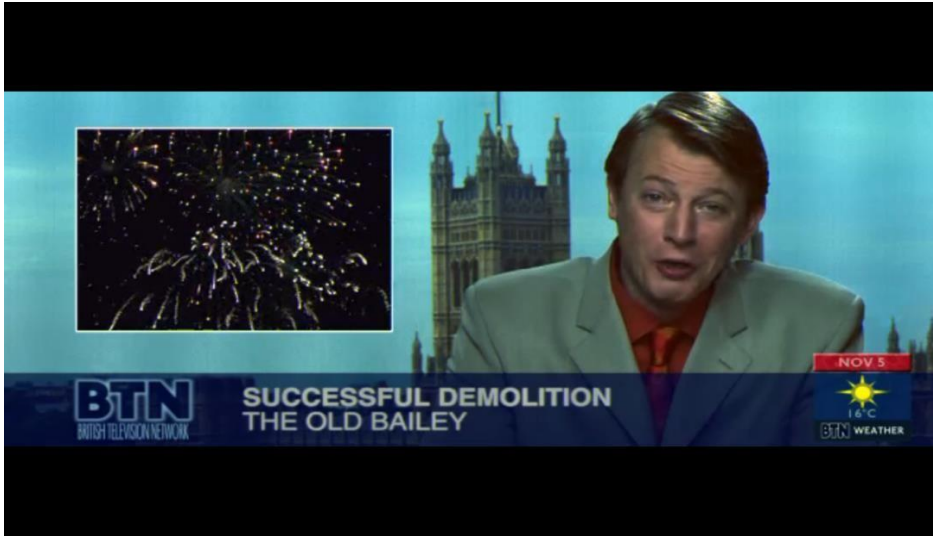 BTN
BRITISH TELEVISION NETWORK
SUCCESSFUL DEMOLITION
THE OLD BAILEY
NOV 5
16°C
BTN WEATHER